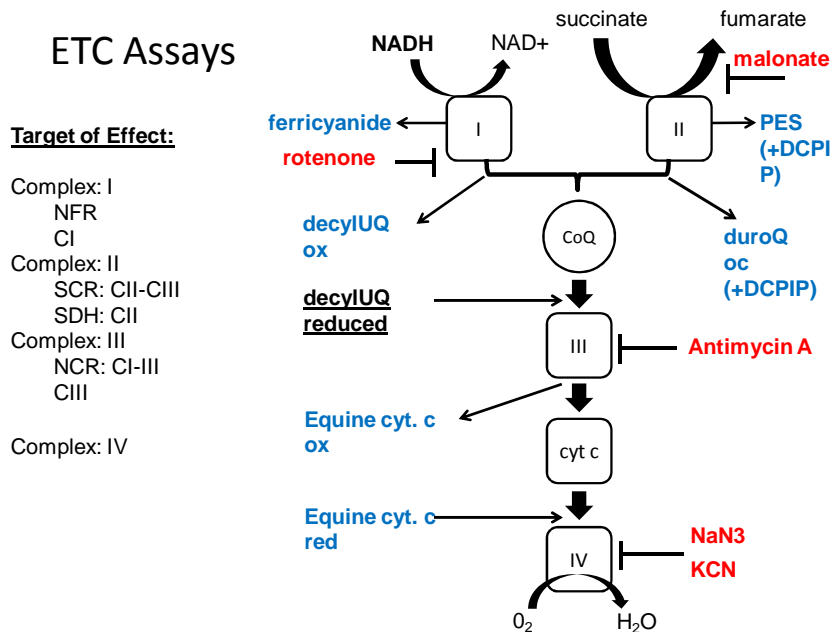 ETC Assays
Target of Effect:
Complex: I
NFR
CI
Complex: II
SCR: CII-CIII
SDH: CII
Complex: III
NCR: CI-III
CIII
Complex: IV
NADH
NAD+
succinate
fumarate
malonate
ferricyanide
I
II
PES
(+DCPI
P)
rotenone
decylUQ
ox
CoQ
duroQ
oc
(+DCPIP)
decylUQ
reduced
III
Antimycin A
Equine cyt. c
ox
cyt c
Equine cyt. c
red
IV
NaN3
KCN
0₂
H₂O